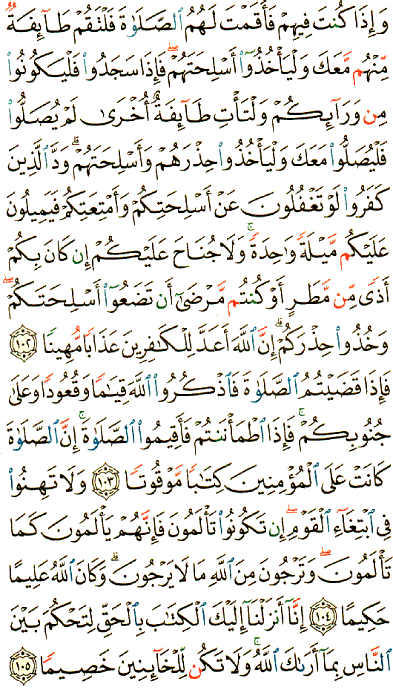 وَإِذَا كُنتَ فِيهِمْ فَأَقَمْتَ لَهُمُ ٱلصَّلَوٰةَ فَلْتَقُمْ طَآئِفَةٌ
مِّنْهُم مَّعَكَ وَلْيَأْخُذُوٓا۟ أَسْلِحَتَهُمْ ۖ فَإِذَا سَجَدُوا۟ فَلْيَكُونُوا۟
مِن وَرَآئِكُمْ وَلْتَأْتِ طَآئِفَةٌ أُخْرَىٰ لَمْ يُصَلُّوا۟
فَلْيُصَلُّوا۟ مَعَكَ وَلْيَأْخُذُوا۟ حِذْرَهُمْ وَأَسْلِحَتَهُمْ ۗ وَدَّ ٱلَّذِينَ
كَفَرُوا۟ لَوْ تَغْفُلُونَ عَنْ أَسْلِحَتِكُمْ وَأَمْتِعَتِكُمْ فَيَمِيلُونَ
عَلَيْكُم مَّيْلَةً وَٰحِدَةً ۚ وَلَا جُنَاحَ عَلَيْكُمْ إِن كَانَ بِكُمْ
أَذًى مِّن مَّطَرٍ أَوْ كُنتُم مَّرْضَىٰٓ أَن تَضَعُوٓا۟ أَسْلِحَتَكُمْ ۖ
وَخُذُوا۟ حِذْرَكُمْ ۗ إِنَّ ٱللَّهَ أَعَدَّ لِلْكَٰفِرِينَ عَذَابًا مُّهِينًا ١٠٢
فَإِذَا قَضَيْتُمُ ٱلصَّلَوٰةَ فَٱذْكُرُوا۟ ٱللَّهَ قِيَٰمًا وَقُعُودًا وَعَلَىٰ
جُنُوبِكُمْ ۚ فَإِذَا ٱطْمَأْنَنتُمْ فَأَقِيمُوا۟ ٱلصَّلَوٰةَ ۚ إِنَّ ٱلصَّلَوٰةَ
كَانَتْ عَلَى ٱلْمُؤْمِنِينَ كِتَٰبًا مَّوْقُوتًا ١٠٣ وَلَا تَهِنُوا۟
فِى ٱبْتِغَآءِ ٱلْقَوْمِ ۖ إِن تَكُونُوا۟ تَأْلَمُونَ فَإِنَّهُمْ يَأْلَمُونَ كَمَا
تَأْلَمُونَ ۖ وَتَرْجُونَ مِنَ ٱللَّهِ مَا لَا يَرْجُونَ ۗ وَكَانَ ٱللَّهُ عَلِيمًا
حَكِيمًا ١٠٤ إِنَّآ أَنزَلْنَآ إِلَيْكَ ٱلْكِتَٰبَ بِٱلْحَقِّ لِتَحْكُمَ بَيْنَ
ٱلنَّاسِ بِمَآ أَرَىٰكَ ٱللَّهُ ۚ وَلَا تَكُن لِّلْخَآئِنِينَ خَصِيمًا ١٠٥